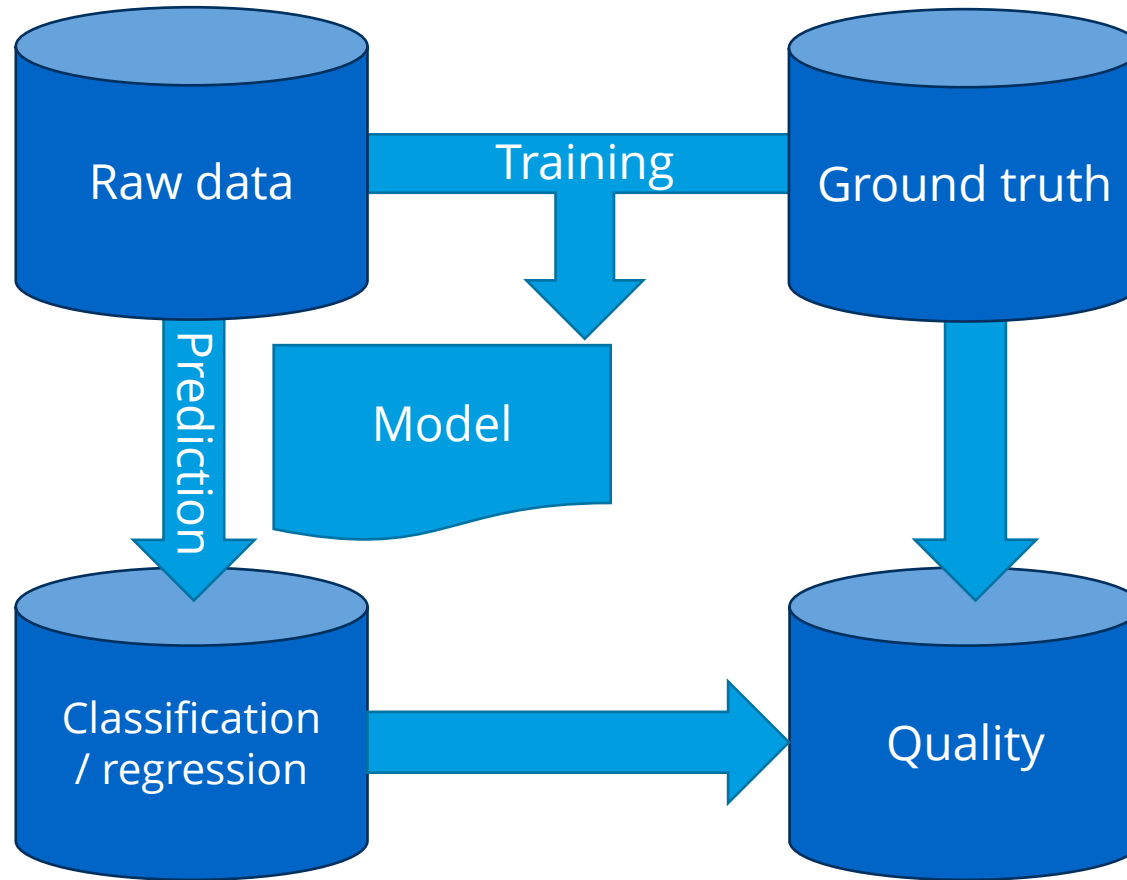 Raw data
Training
Ground truth
Prediction
Model
Classification
/ regression
Quality